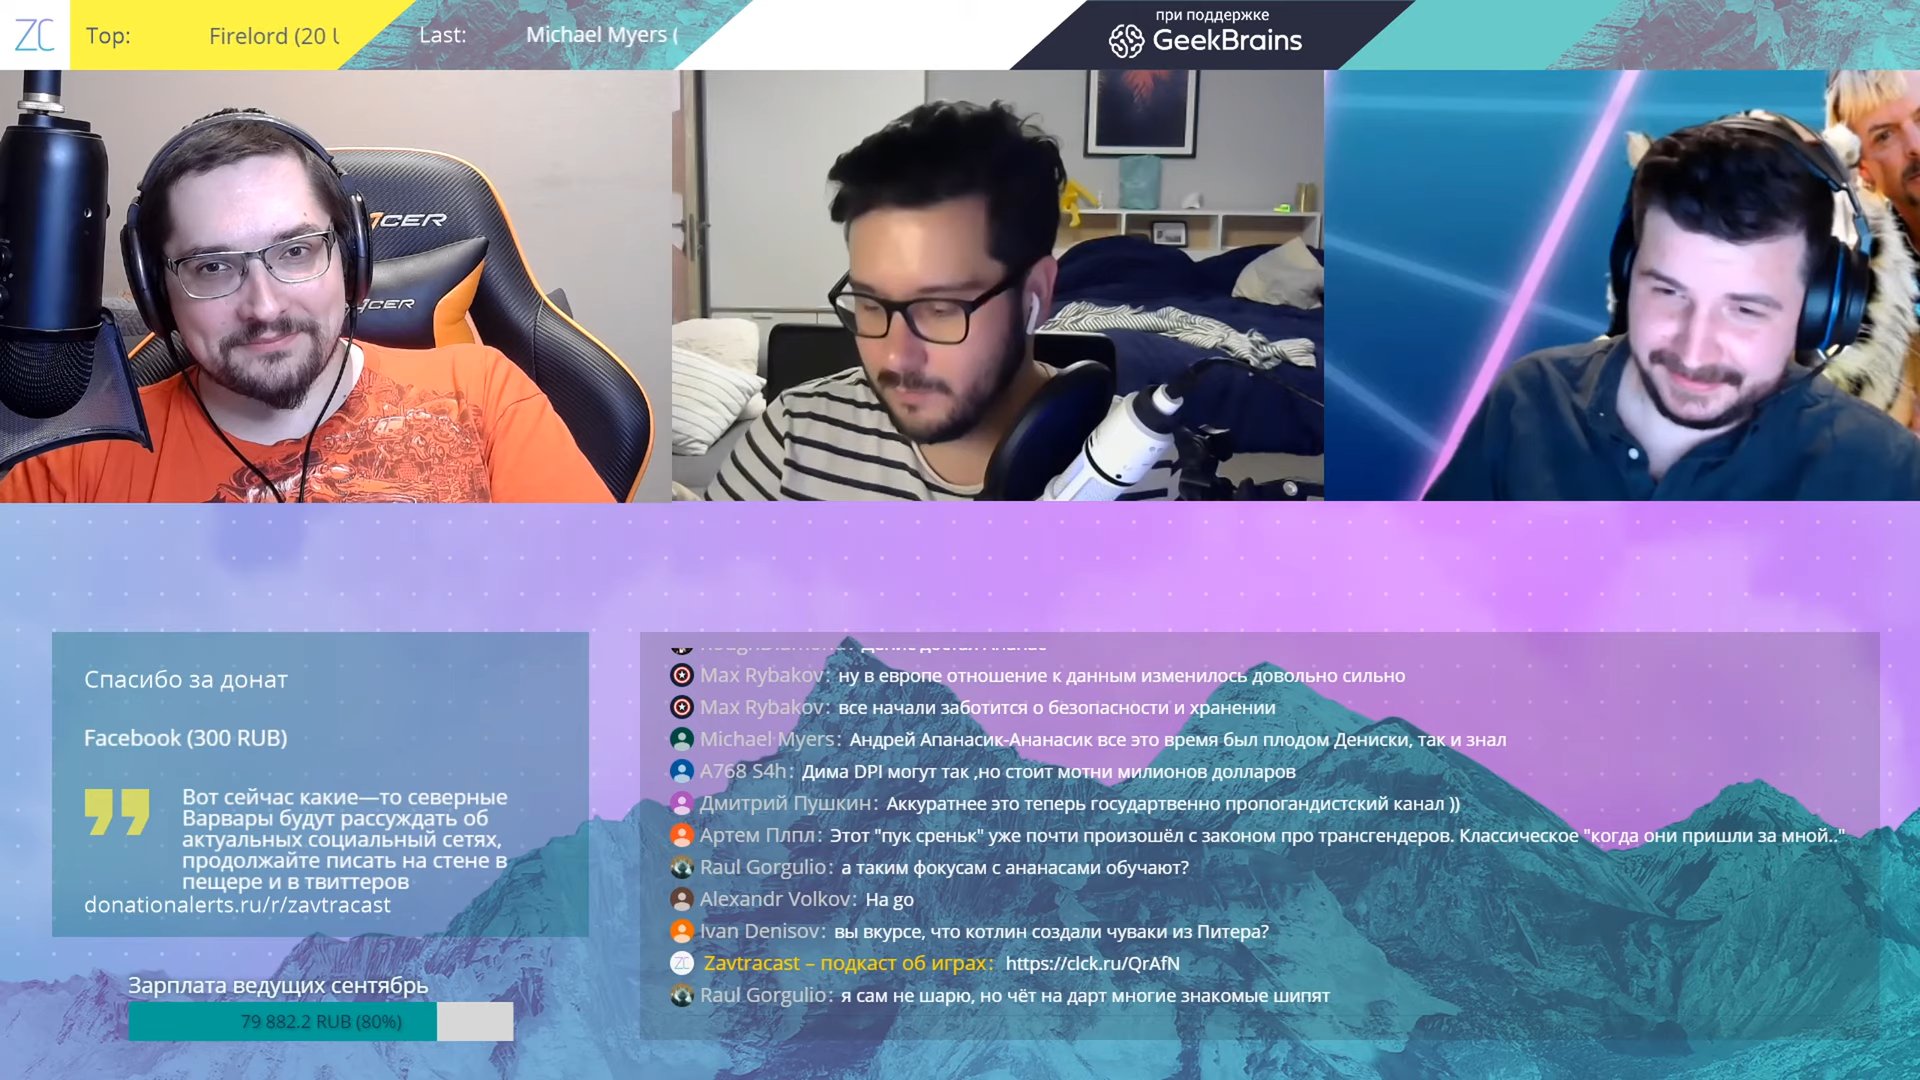 ZC
Top:
Firelord (20
Last:
Michael Myers (
при поддержке
GeekBrains
CER
CER
Спасибо за донат
Facebook (300 RUB)
Вот сейчас какие—то северные
Варвары будут рассуждать об
актуальных социальный сетях,
продолжайте писать на стене в
пещере и в твиттеров
donationalerts.ru/r/zavtracast
Зарплата ведущих сентябрь
79 882.2 RUB (80%)
Max Rybakov: ну в европе отношение к данным изменилось довольно сильно
Max Rybakov: все начали заботится о безопасности и хранении
Michael Myers: Андрей Апанасик-Ананасик все это время был плодом Дениски, так и знал
A768 S4h: Дима DPI могут так ,но стоит мотни милионов долларов
Дмитрий Пушкин: Аккуратнее это теперь государтвенно пропогандистский канал ))
Артем Плпл: Этот "пук среньк" уже почти произошёл с законом про трансгендеров. Классическое "когда они пришли за мной.."
Raul Gorgulio: а таким фокусам с ананасами обучают?
Alexandr Volkov: На go
Ivan Denisov: вы вкурсе, что котлин создали чуваки из Питера?
ZC Zavtracast – подкаст об играх: https://clck.ru/QrAfN
Raul Gorgulio: я сам не шарю, но чёт на дарт многие знакомые шипят